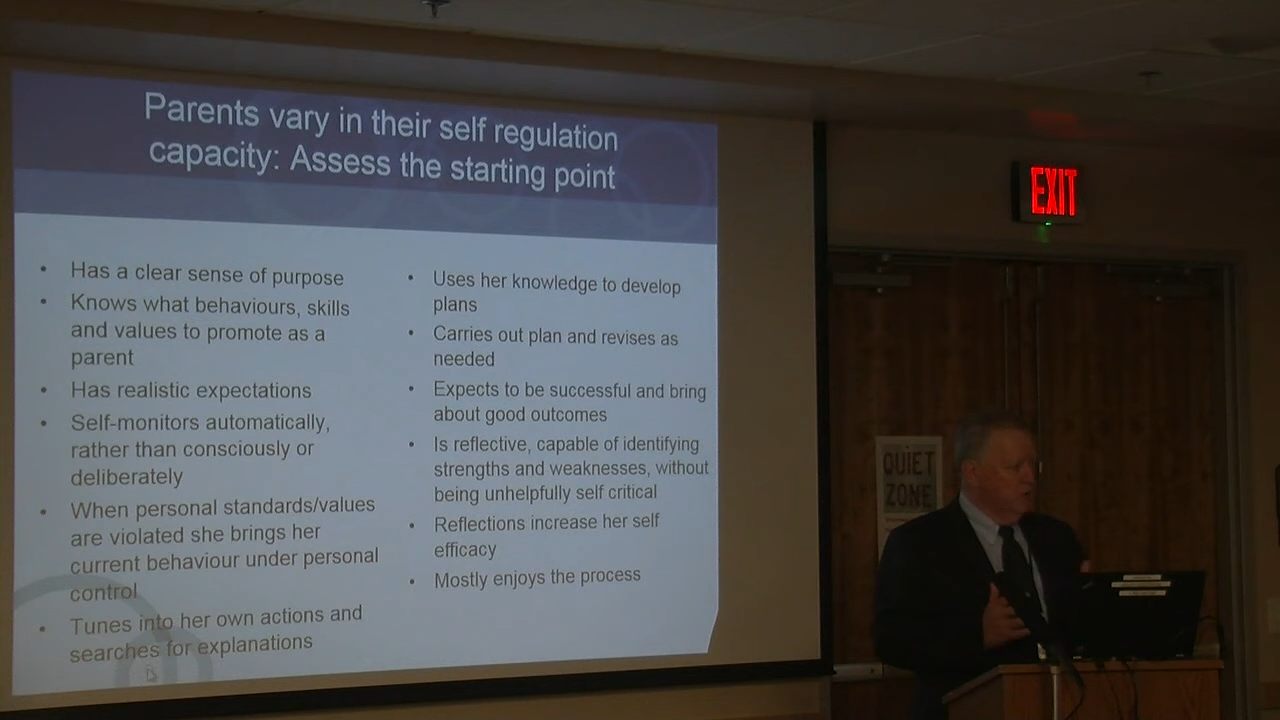 Parents vary in their self regulation
capacity: Assess the starting point
• Has a clear sense of purpose
• Knows what behaviours, skills
and values to promote as a
parent
• Has realistic expectations
• Self-monitors automatically,
rather than consciously or
deliberately
• When personal standards/values
are violated she brings her
current behaviour under personal
control
• Tunes into her own actions and
searches for explanations
• Uses her knowledge to develop
plans
• Carries out plan and revises as
needed
• Expects to be successful and bring
about good outcomes
• Is reflective, capable of identifying
strengths and weaknesses, without
being unhelpfully self critical
• Reflections increase her self
efficacy
• Mostly enjoys the process
EXIT
QUIET
ZONE